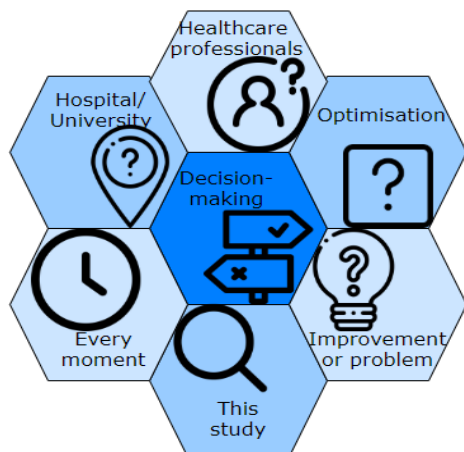 Healthcare
professionals
?
Hospital/
University
?
Optimisation
?
Decision-
making
?
Every
moment
Improvement
or problem
This
study